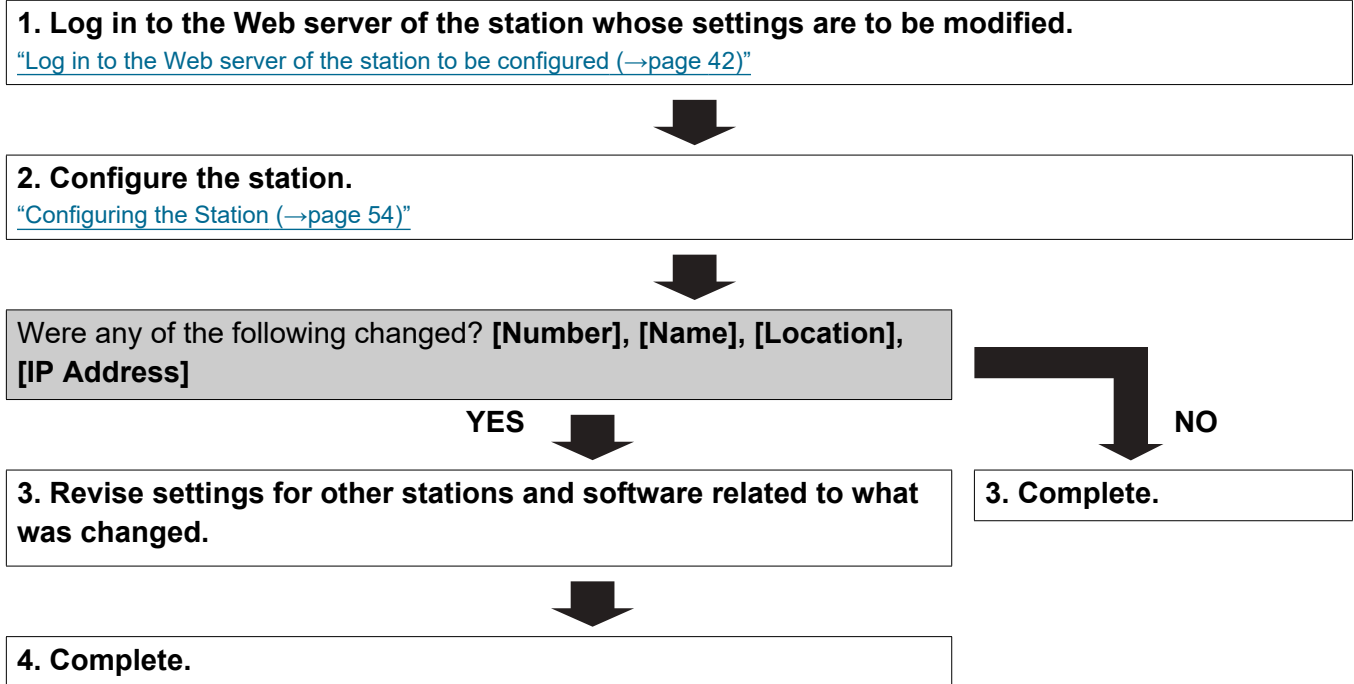 1. Log in to the Web server of the station whose settings are to be modified.
“Log in to the Web server of the station to be configured (→page 42)”
2. Configure the station.
“Configuring the Station (→page 54)”
Were any of the following changed? [Number], [Name], [Location],
[IP Address]
YES
NO
3. Revise settings for other stations and software related to what
was changed.
3. Complete.
4. Complete.